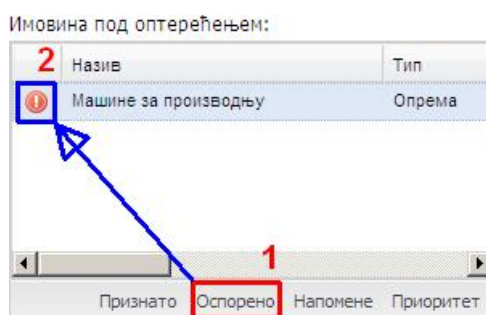 Имовина под оптерећењем:
2 Назив Тип
Машине за производњу Опрема
1
Признато Оспорено Напомене Приоритет